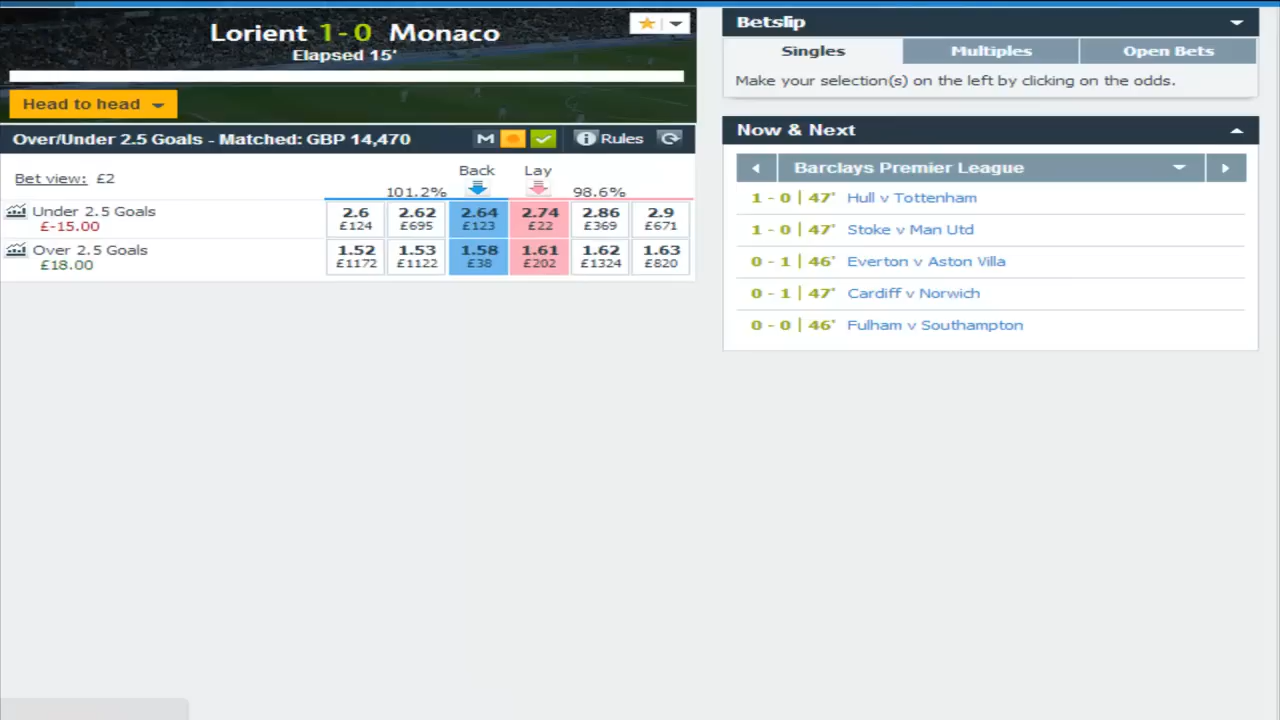 Lorient 1-0 Monaco
Elapsed 15'
Head to head
Over/Under 2.5 Goals - Matched: GBP 14,470 M Rules
Bet view: £2 101.2% Back Lay 98.6%
Under 2.5 Goals 2.6 2.62 2.64 2.74 2.86 2.9
£-15.00 £124 £695 £123 £22 £369 £671
Over 2.5 Goals 1.52 1.53 1.58 1.61 1.62 1.63
£18.00 £1172 £1122 £38 £202 £1324 £820
Betslip
Singles Multiples Open Bets
Make your selection(s) on the left by clicking on the odds.
Now & Next
Barclays Premier League
1 - 0 | 47' Hull v Tottenham
1 - 0 | 47' Stoke v Man Utd
0 - 1 | 46' Everton v Aston Villa
0 - 1 | 47' Cardiff v Norwich
0 - 0 | 46' Fulham v Southampton